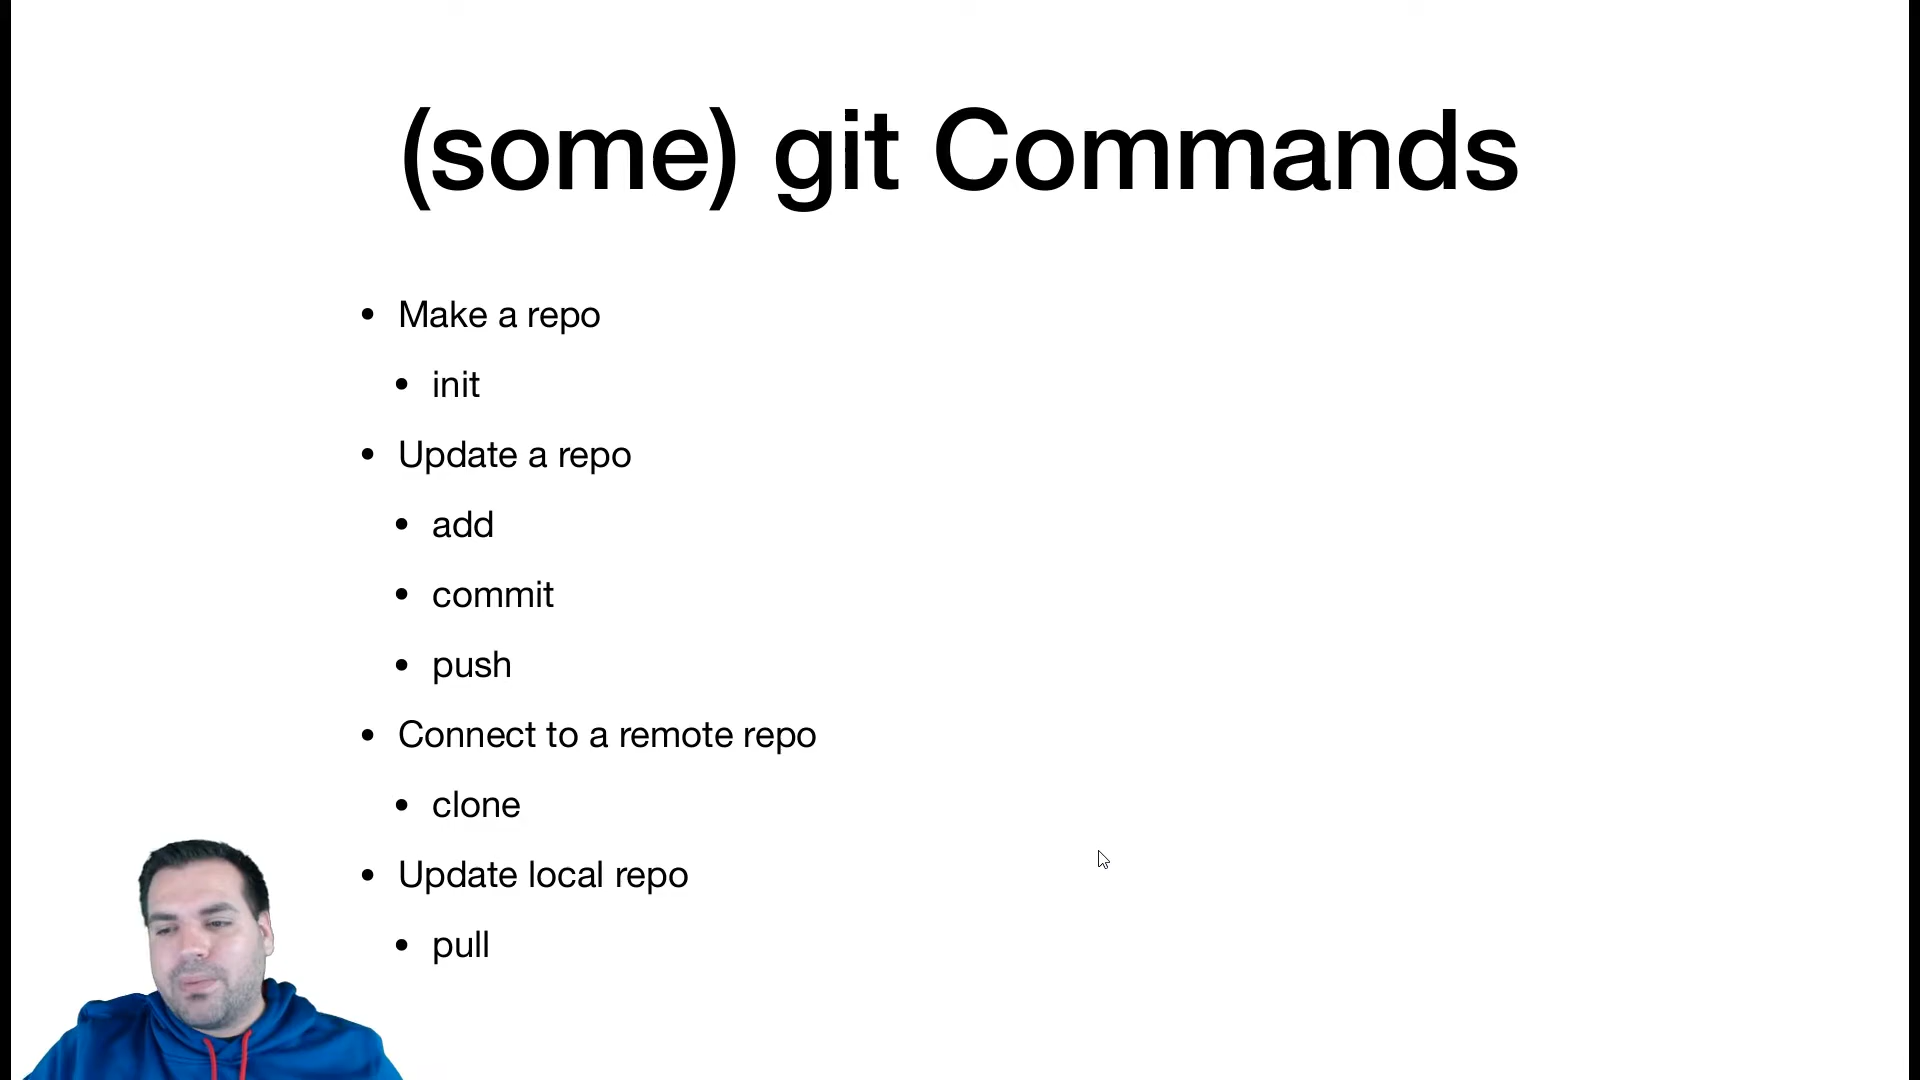 (some) git Commands
• Make a repo
• init
• Update a repo
• add
• commit
• push
• Connect to a remote repo
• clone
• Update local repo
• pull